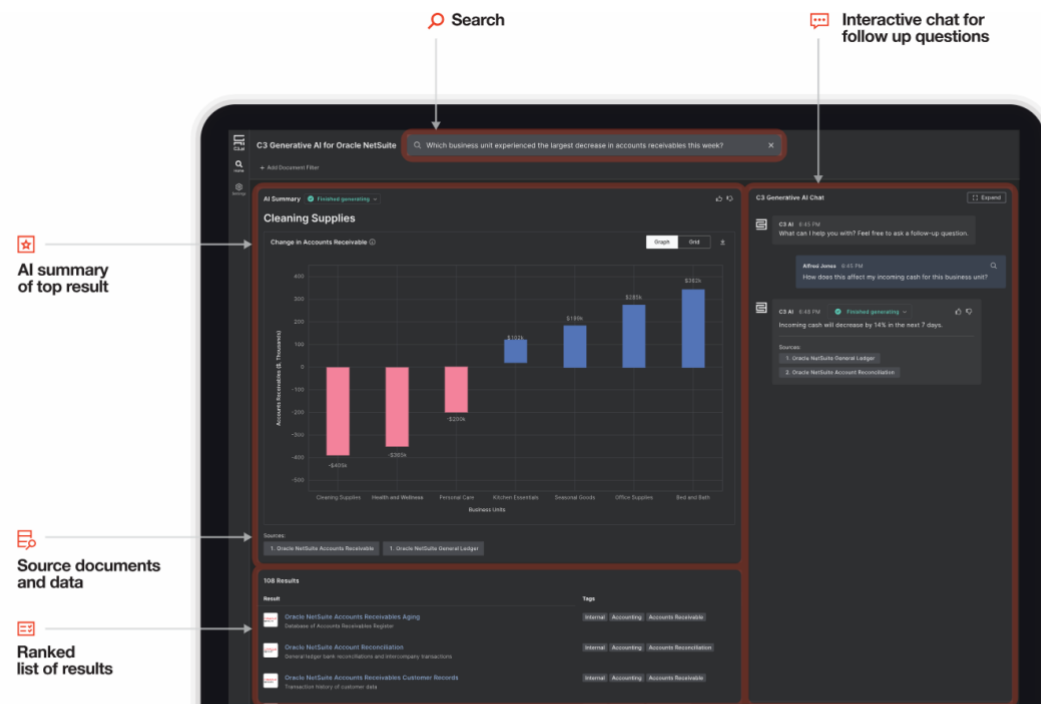 Search
Interactive chat for
follow up questions
C3 Generative AI for Oracle NetSuite
Which business unit experienced the largest decrease in accounts receivables this week?
+ Add Document Filter
AI Summary
Finished generating
Cleaning Supplies
Change in Accounts Receivable
Graph
Grid
Accounts Receivables ($, Thousands)
400
300
200
100
0
-100
-200
-300
-400
-500
-$405k
-$200k
$102k
$199k
Cleaning Supplies
Health and Wellness
Personal Care
Kitchen Essentials
Seasonal Goods
Office Supplies
Bed and Bath
Business Units
Sources:
1. Oracle NetSuite Accounts Receivable
1. Oracle NetSuite General Ledger
108 Results
Result
Tags
Oracle NetSuite Accounts Receivables Aging
Database of Accounts Receivables Register
Internal
Accounting
Accounts Receivable
Oracle NetSuite Account Reconciliation
General ledger bank reconciliations and intercompany transactions
Internal
Accounting
Accounts Reconciliation
Oracle NetSuite Accounts Receivables Customer Records
Transaction history of customer data
Internal
Accounting
Accounts Receivable
C3 Generative AI Chat
Expand
C3 AI 6:45 PM
What can I help you with? Feel free to ask a follow-up question.
Alfred Jones 6:45 PM
How does this affect my incoming cash for this business unit?
C3 AI 6:48 PM
Finished generating
Incoming cash will decrease by 14% in the next 7 days.
Sources:
1. Oracle NetSuite General Ledger
2. Oracle NetSuite Account Reconciliation
AI summary
of top result
Source documents
and data
Ranked
list of results